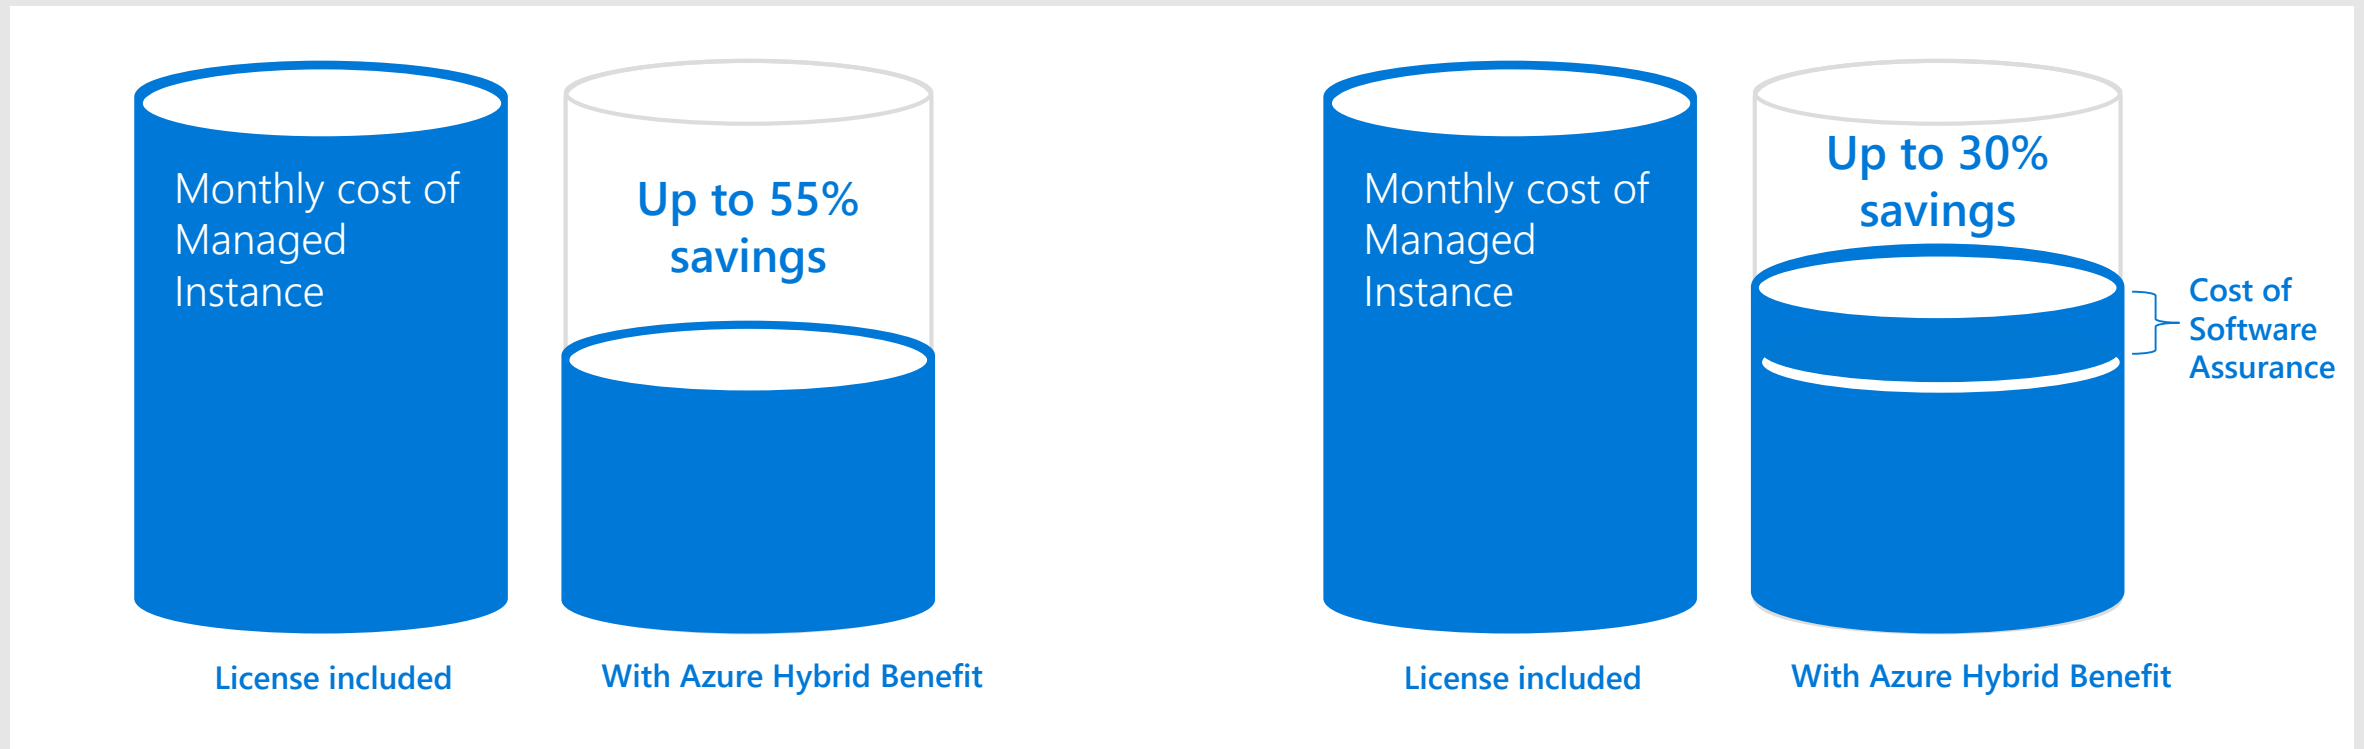 Monthly cost of
Managed
Instance
Up to 55%
savings
License included
With Azure Hybrid Benefit
Monthly cost of
Managed
Instance
Up to 30%
savings
Cost of
Software
Assurance
License included
With Azure Hybrid Benefit